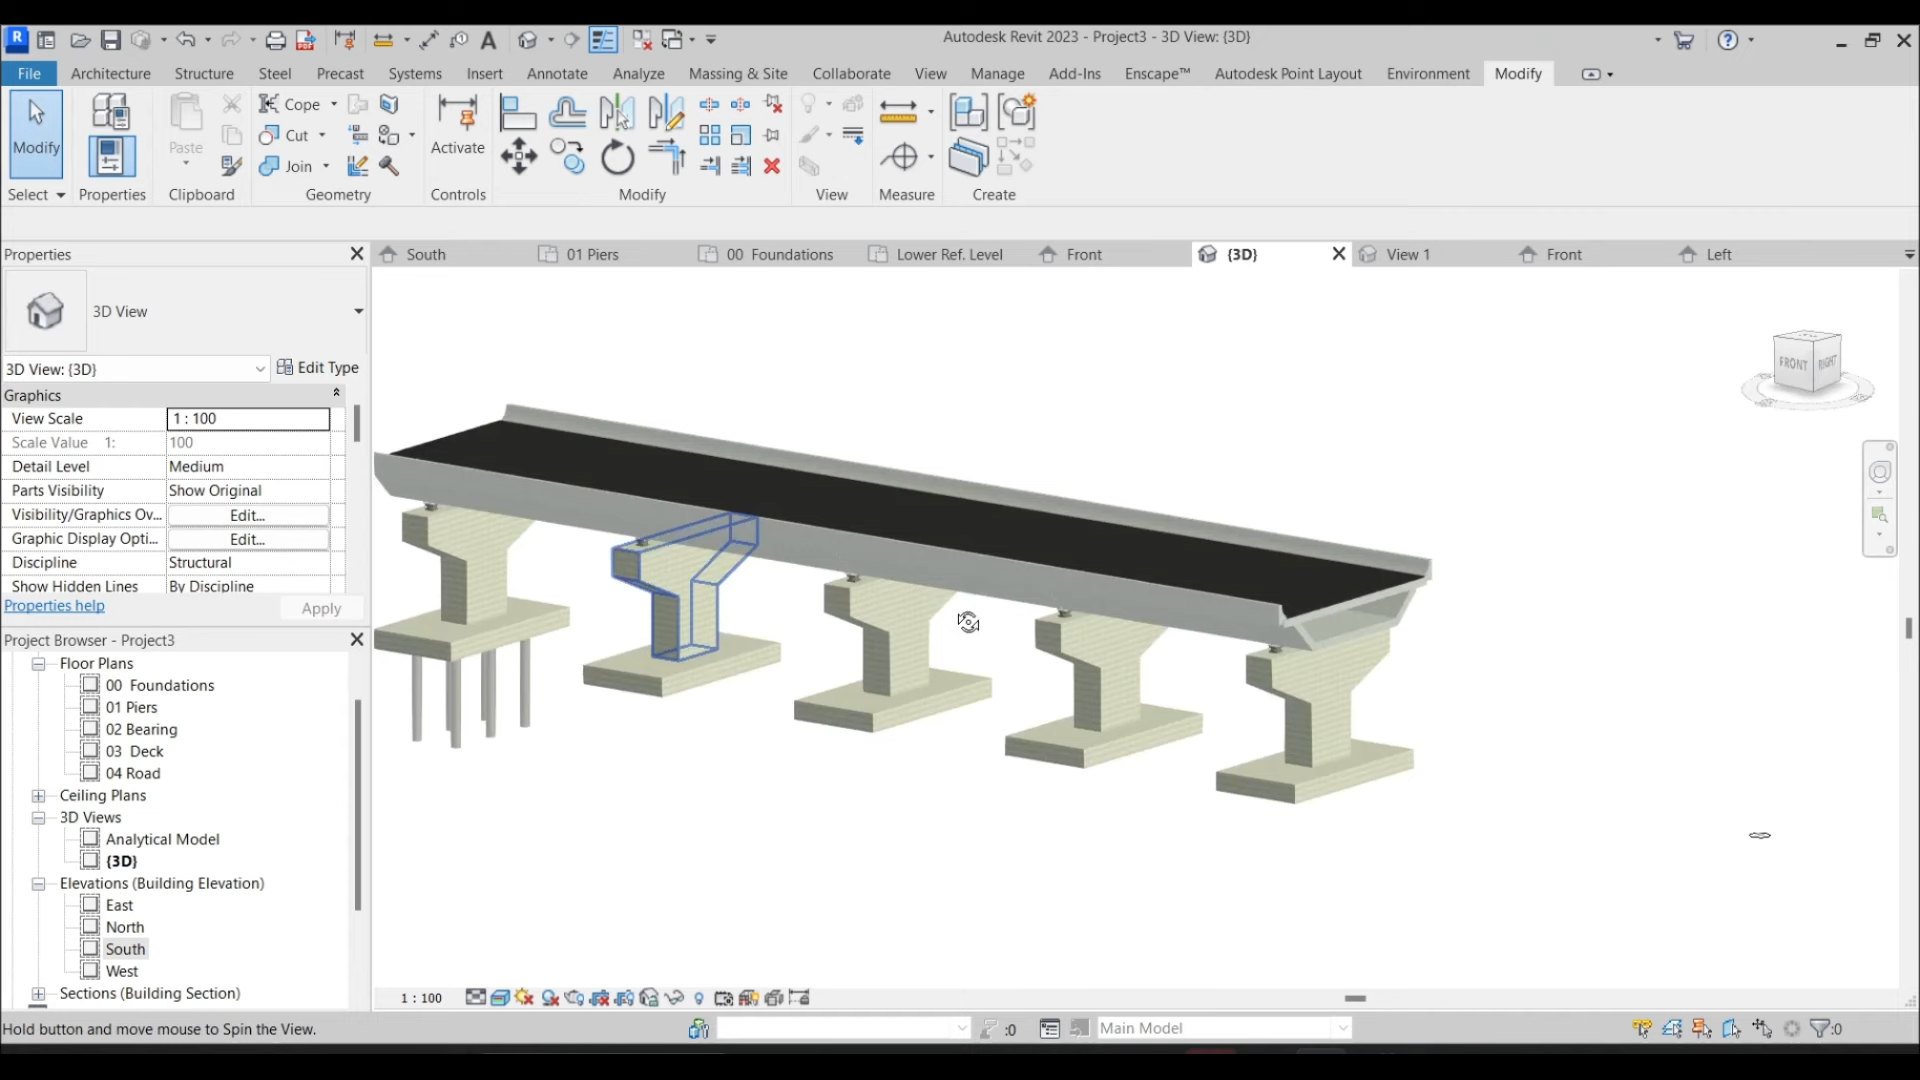 R
Autodesk Revit 2023 - Project3 - 3D View: {3D}
File Architecture Structure Steel Precast Systems Insert Annotate Analyze Massing & Site Collaborate View Manage Add-Ins Enscape™ Autodesk Point Layout Environment Modify
Modify Paste Cope Cut Join Activate
Select Properties Clipboard Geometry Controls Modify View Measure Create
Properties
South 01 Piers 00 Foundations Lower Ref. Level Front {3D} View 1 Front Left
3D View
3D View: {3D} Edit Type
Graphics
View Scale 1 : 100
Scale Value 1: 100
Detail Level Medium
Parts Visibility Show Original
Visibility/Graphics Ov... Edit...
Graphic Display Opti... Edit...
Discipline Structural
Show Hidden Lines By Discipline
Properties help Apply
FRONT RIGHT
Project Browser - Project3
Floor Plans
00 Foundations
01 Piers
02 Bearing
03 Deck
04 Road
Ceiling Plans
3D Views
Analytical Model
{3D}
Elevations (Building Elevation)
East
North
South
West
Sections (Building Section)
1 : 100
Hold button and move mouse to Spin the View. :0 Main Model :0